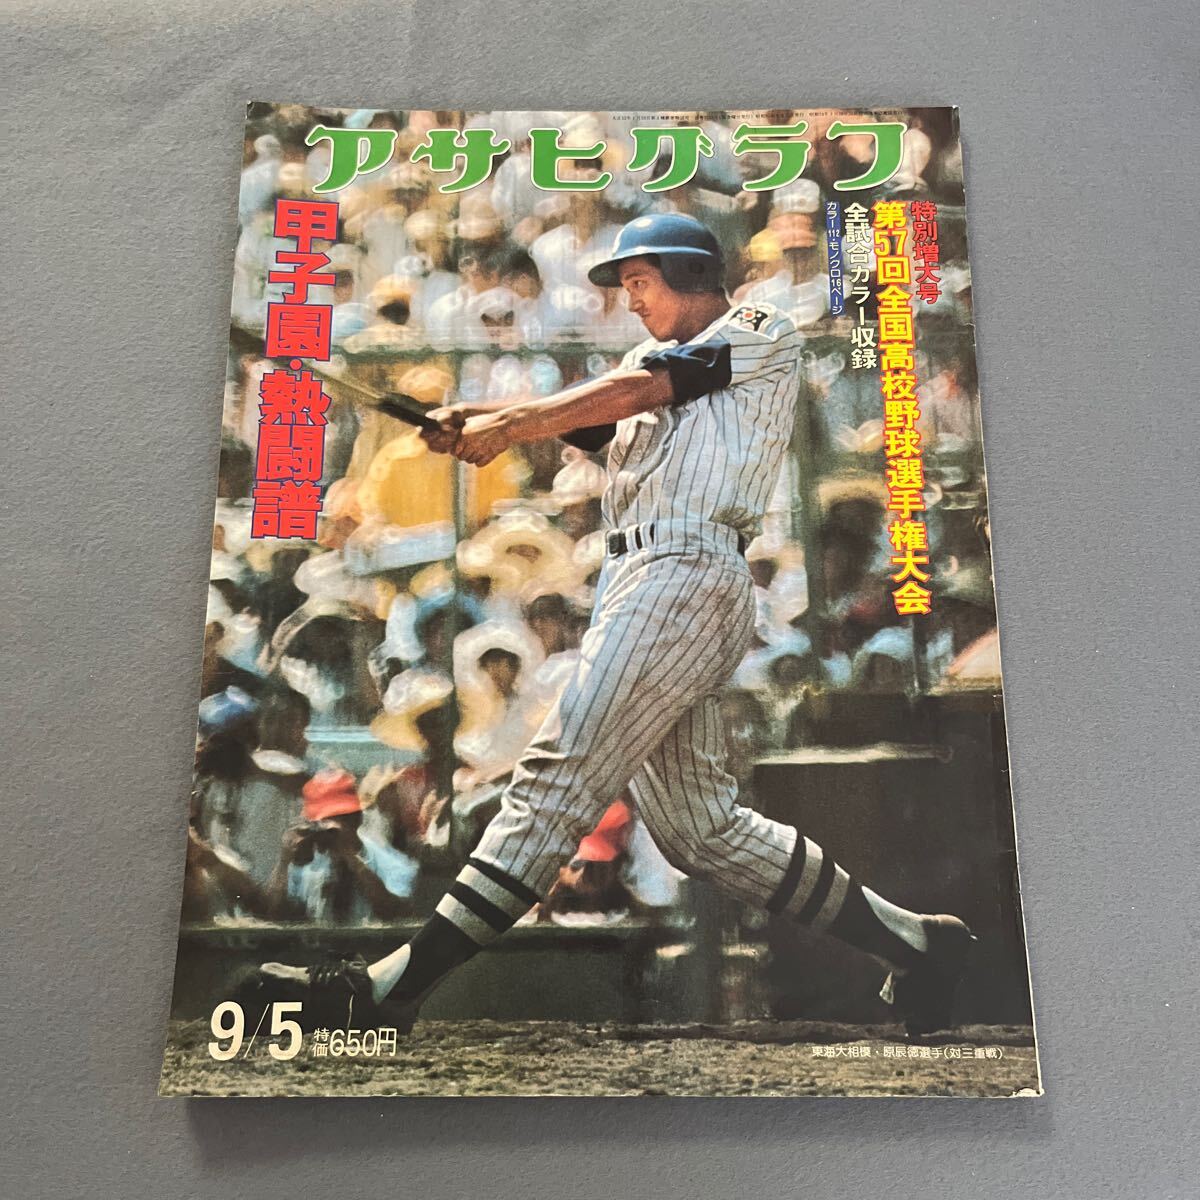 アサヒグラフ
特別増大号
第57回全国高校野球選手権大会
全試合カラー収録
カラー112・モノクロ16ページ
甲子園・熱闘譜
9/5 特価650円
東海大相模・原辰徳選手(対三重戦)